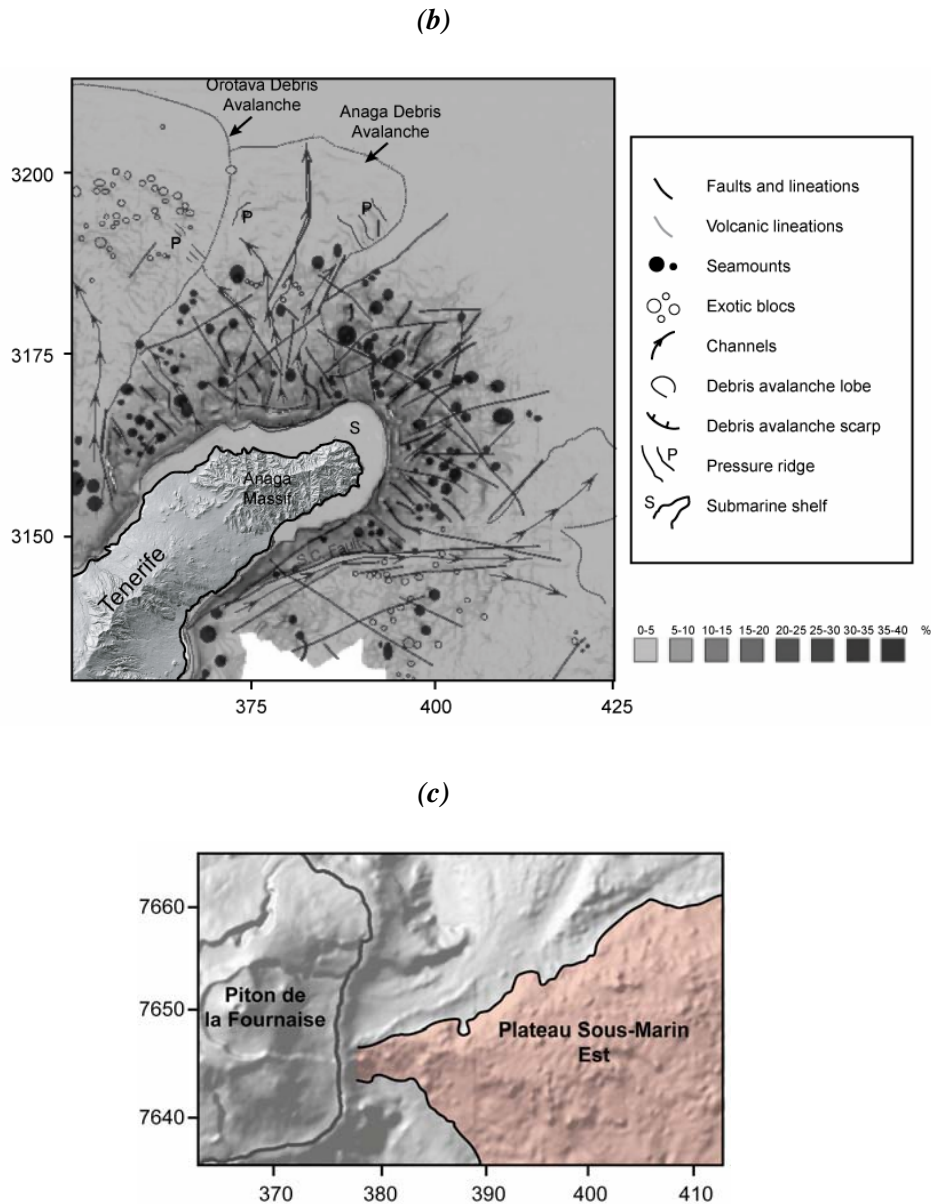 (b)
Orotava Debris
Avalanche
Anaga Debris
Avalanche
3200
3175
3150
P
P
P
S
Anaga
Massif
Tenerife
S.C. Fault
375
400
425
Faults and lineations
Volcanic lineations
Seamounts
Exotic blocs
Channels
Debris avalanche lobe
Debris avalanche scarp
P
Pressure ridge
S
Submarine shelf
0-5 5-10 10-15 15-20 20-25 25-30 30-35 35-40 %
(c)
7660
7650
7640
Piton de
la Fournaise
Plateau Sous-Marin
Est
370 380 390 400 410